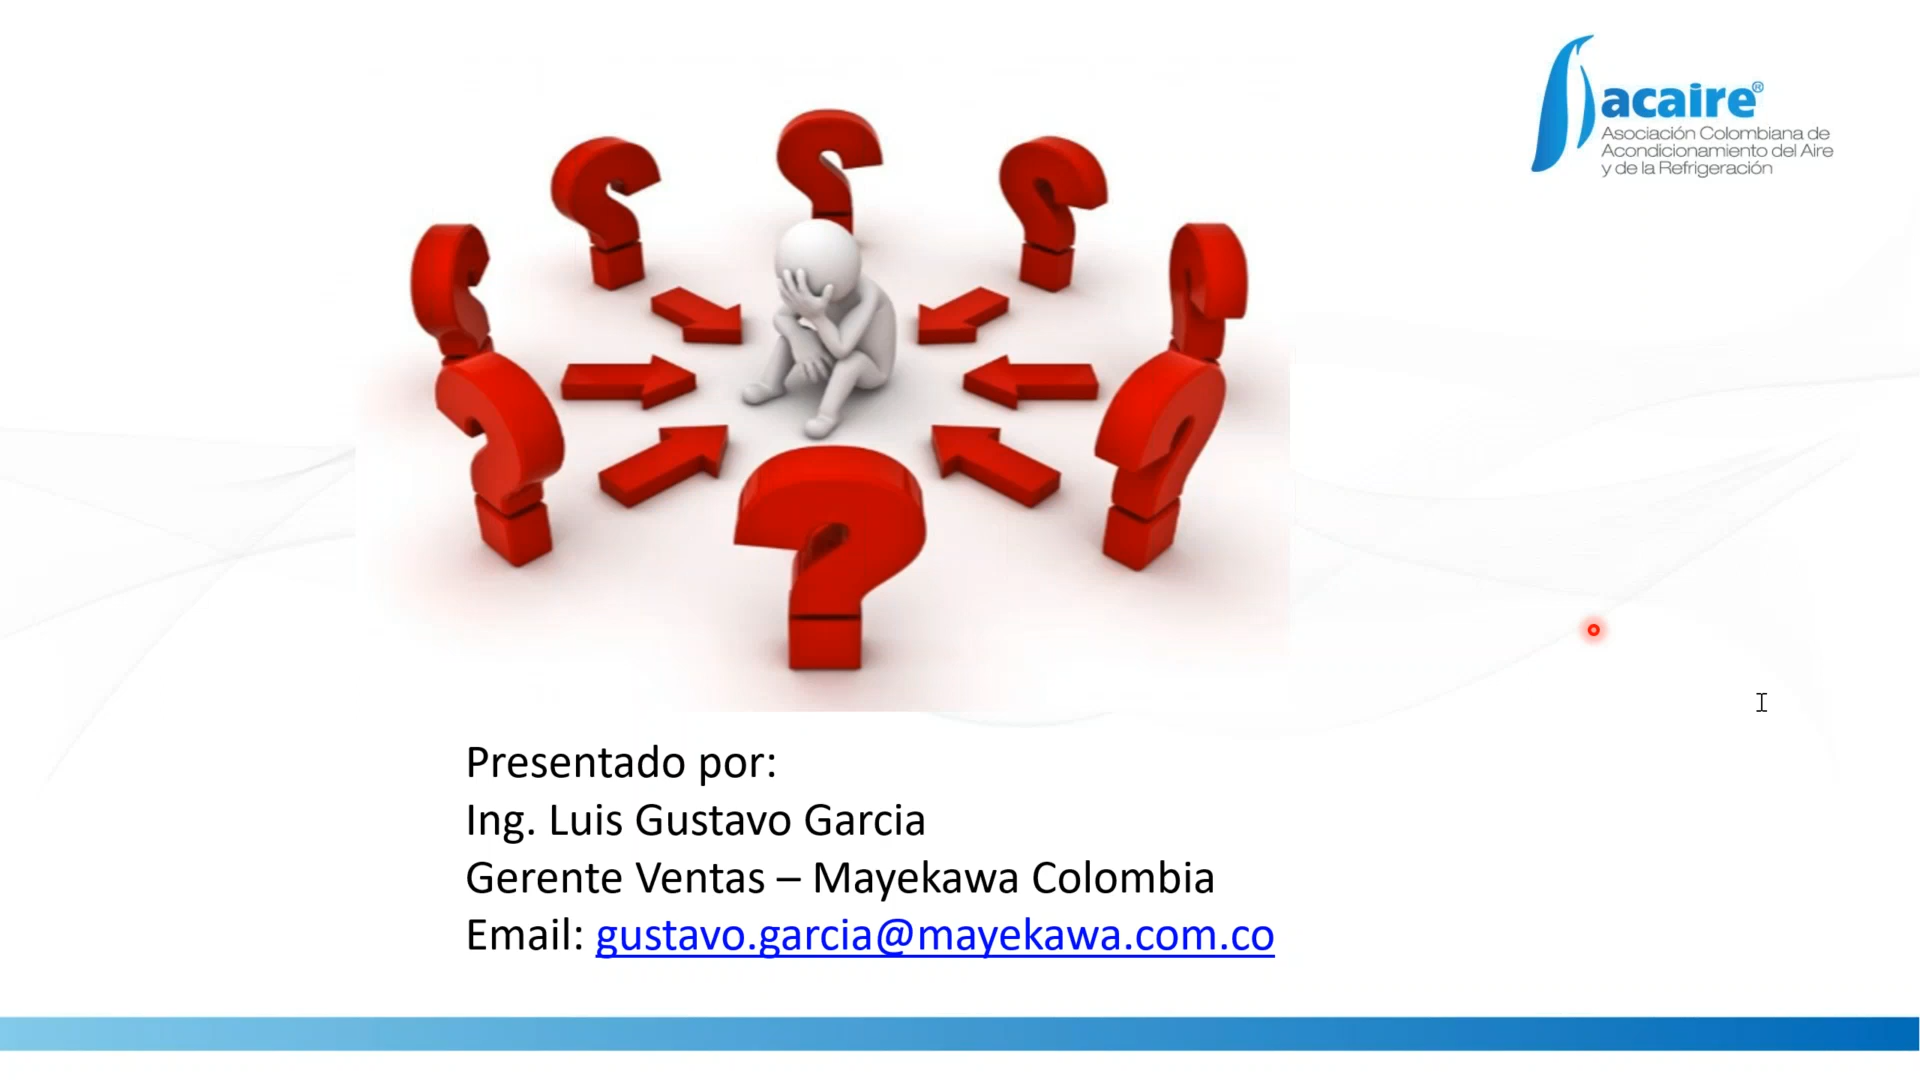 acaire®
Asociación Colombiana de
Acondicionamiento del Aire
y de la Refrigeración
Presentado por:
Ing. Luis Gustavo Garcia
Gerente Ventas – Mayekawa Colombia
Email: gustavo.garcia@mayekawa.com.co